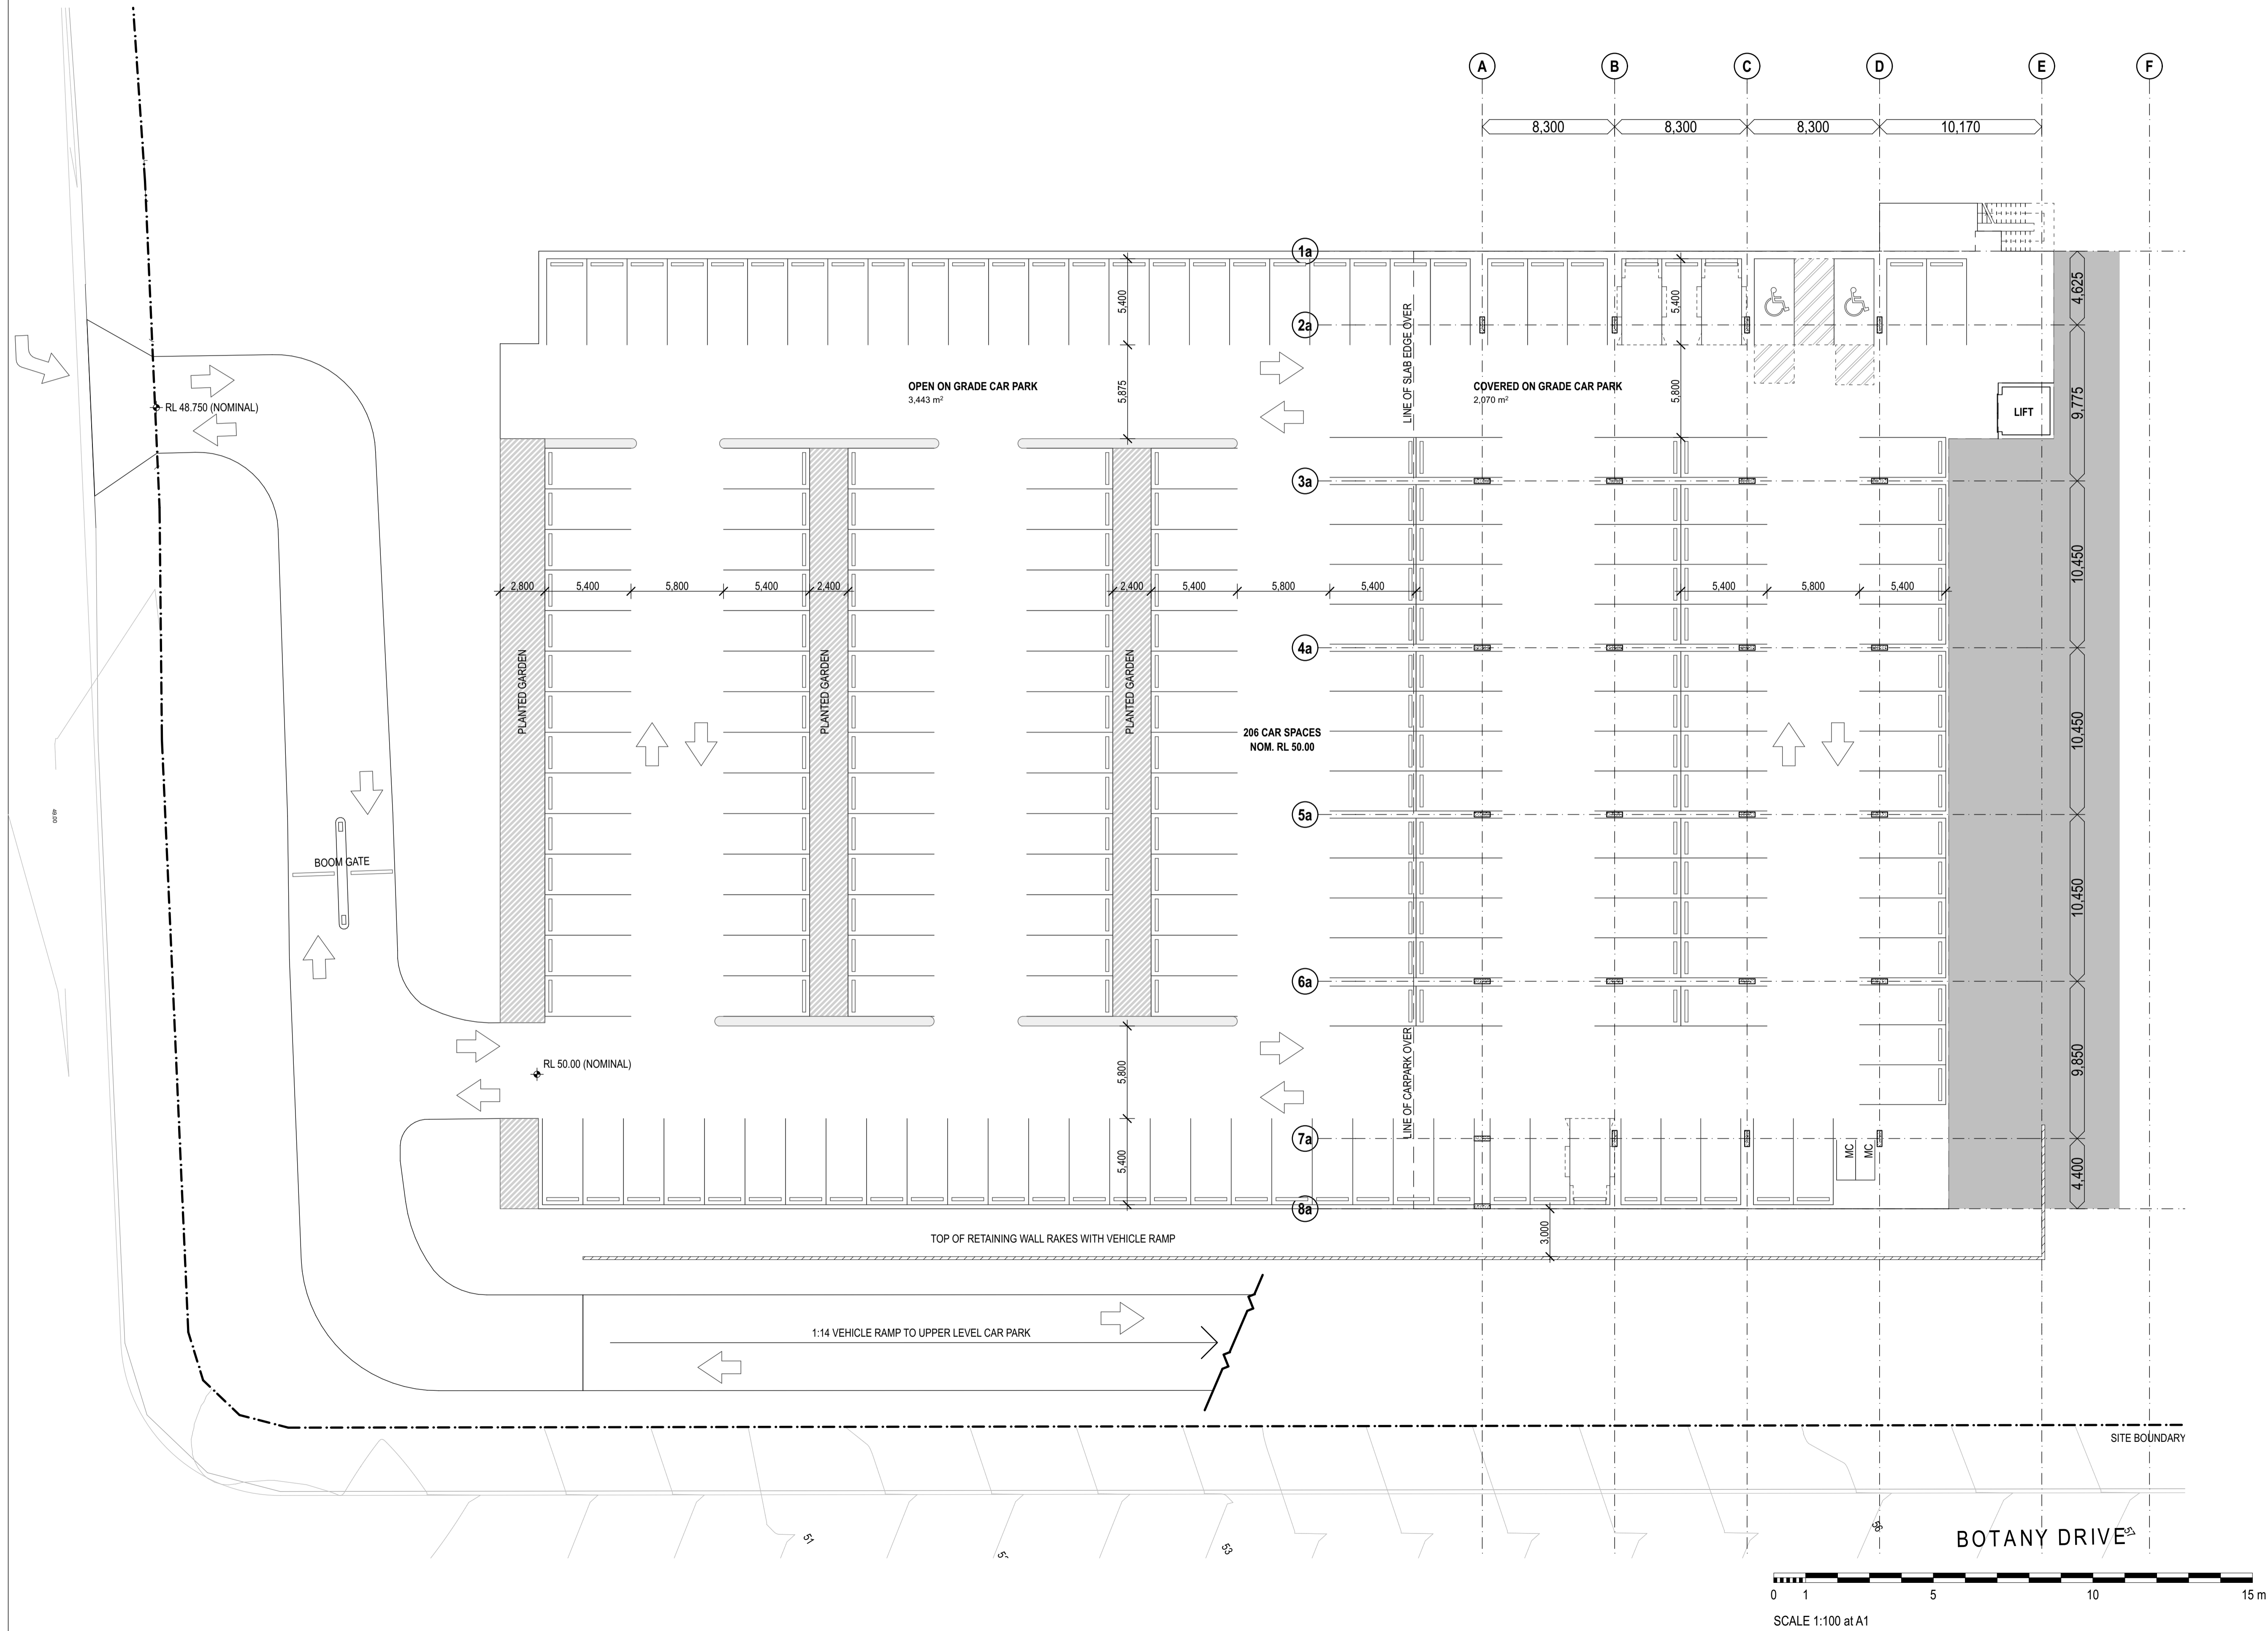 A
B
C
D
E
F
8,300
8,300
8,300
10,170
1a
2a
3a
4a
5a
6a
7a
8a
4,625
9,775
10,450
10,450
10,450
9,850
4,400
5,400
5,875
5,400
5,800
LINE OF SLAB EDGE OVER
OPEN ON GRADE CAR PARK
3,443 m²
COVERED ON GRADE CAR PARK
2,070 m²
LIFT
RL 48.750 (NOMINAL)
2,800
5,400
5,800
5,400
2,400
2,400
5,400
5,800
5,400
5,400
5,800
5,400
PLANTED GARDEN
PLANTED GARDEN
PLANTED GARDEN
206 CAR SPACES
NOM. RL 50.00
49.00
BOOM GATE
RL 50.00 (NOMINAL)
5,800
5,400
LINE OF CARPARK OVER
MC
MC
3,000
TOP OF RETAINING WALL RAKES WITH VEHICLE RAMP
1:14 VEHICLE RAMP TO UPPER LEVEL CAR PARK
SITE BOUNDARY
51
53
56
57
BOTANY DRIVE
0 1 5 10 15 m
SCALE 1:100 at A1